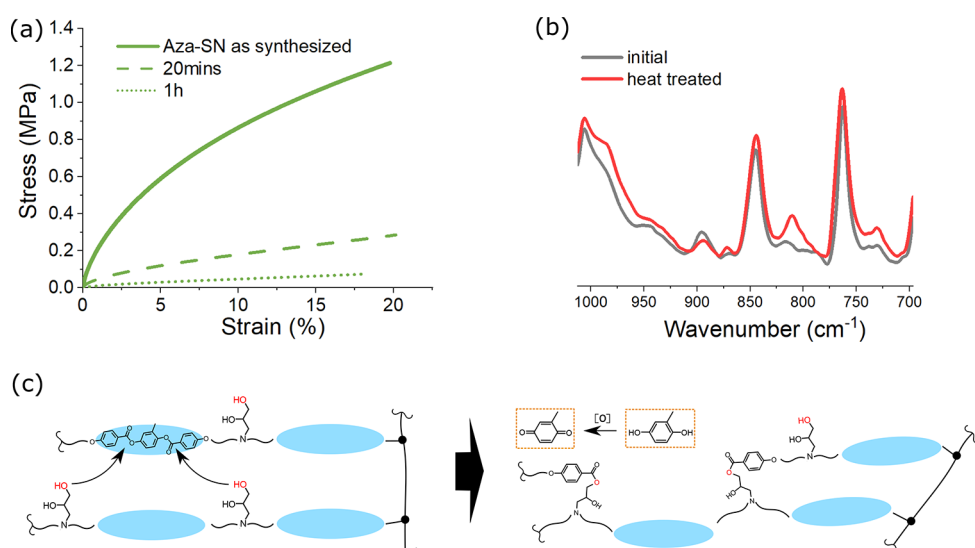 (a)
Stress (MPa)
1.4
1.2
1.0
0.8
0.6
0.4
0.2
0.0
Aza-SN as synthesized
20mins
1h
0 5 10 15 20
Strain (%)
(b)
initial
heat treated
1000 950 900 850 800 750 700
Wavenumber (cm-1)
(c)
HO
HO
N
O
O
O
O
O
O
HO
HO
N
HO
HO
N
[O]
O
O
HO
OH
O
O
O
OH
N
O
O
O
HO
N
HO
HO
N